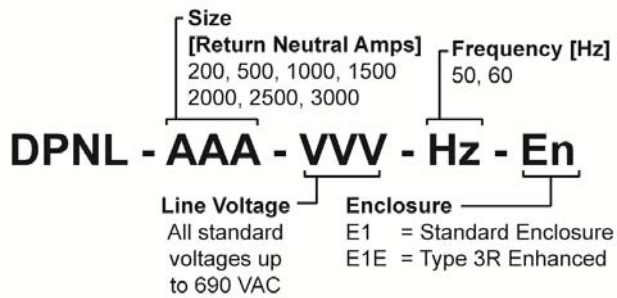 Size
[Return Neutral Amps]
200, 500, 1000, 1500
2000, 2500, 3000
Frequency [Hz]
50, 60
DPNL - AAA - VVV - Hz - En
Line Voltage
All standard
voltages up
to 690 VAC
Enclosure
E1 = Standard Enclosure
E1E = Type 3R Enhanced